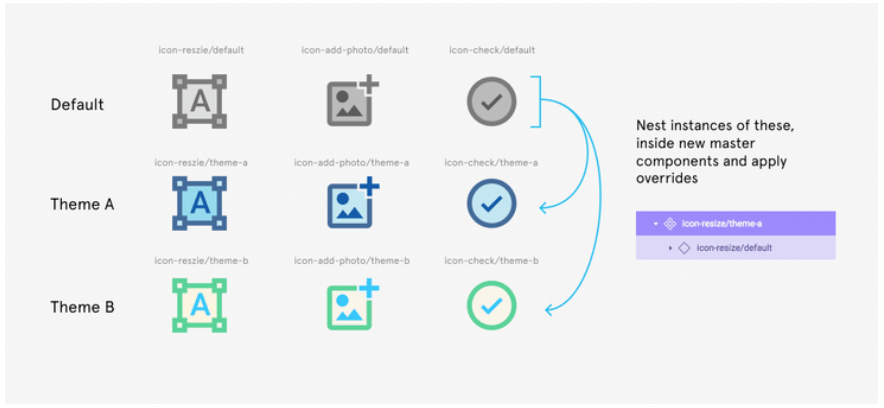 icon-reszie/default
icon-add-photo/default
icon-check/default
Default
A
Nest instances of these,
inside new master
components and apply
overrides
icon-reszie/theme-a
icon-add-photo/theme-a
icon-check/theme-a
Theme A
A
icon-resize/theme-a
icon-resize/default
icon-reszie/theme-b
icon-add-photo/theme-b
icon-check/theme-b
Theme B
A